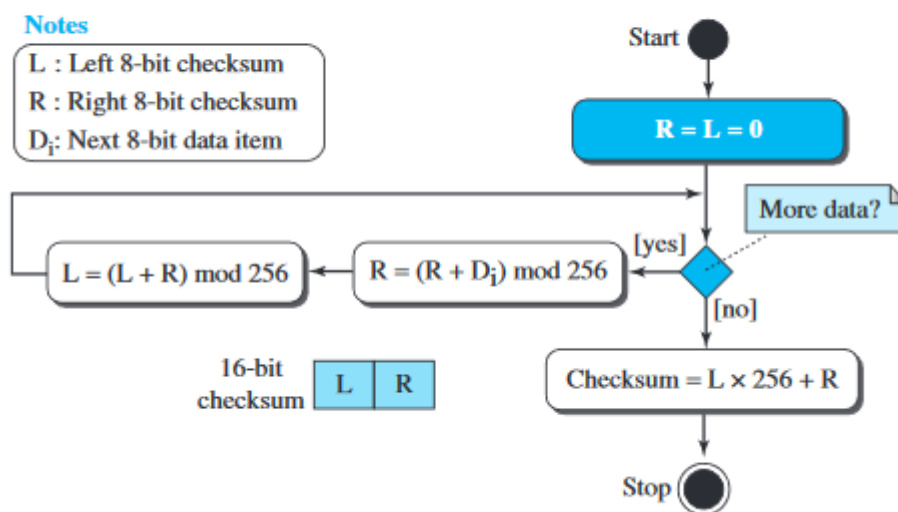 Notes
L : Left 8-bit checksum
R : Right 8-bit checksum
Dᵢ: Next 8-bit data item
Start
R = L = 0
More data?
[yes]
L = (L + R) mod 256
R = (R + Dᵢ) mod 256
[no]
16-bit
checksum
L R
Checksum = L × 256 + R
Stop